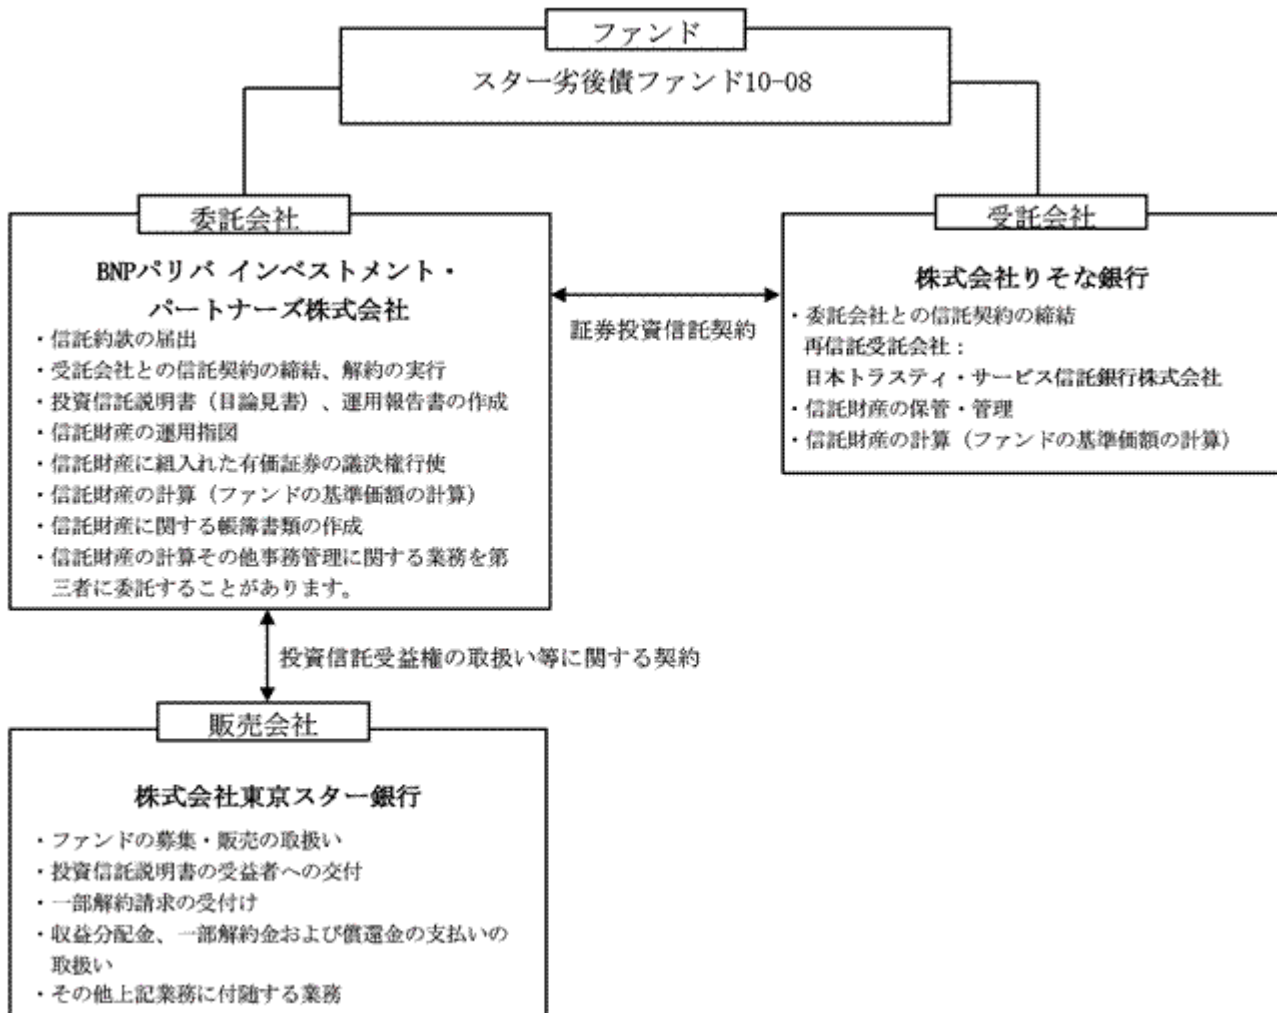 ファンド
スター劣後債ファンド10-08
委託会社
BNPパリバ インベストメント・
パートナーズ株式会社
・信託約款の届出
・受託会社との信託契約の締結、解約の実行
・投資信託説明書（目論見書）、運用報告書の作成
・信託財産の運用指図
・信託財産に組入れた有価証券の議決権行使
・信託財産の計算（ファンドの基準価額の計算）
・信託財産に関する帳簿書類の作成
・信託財産の計算その他事務管理に関する業務を第
三者に委託することがあります。
証券投資信託契約
受託会社
株式会社りそな銀行
・委託会社との信託契約の締結
再信託受託会社：
日本トラスティ・サービス信託銀行株式会社
・信託財産の保管・管理
・信託財産の計算（ファンドの基準価額の計算）
投資信託受益権の取扱い等に関する契約
販売会社
株式会社東京スター銀行
・ファンドの募集・販売の取扱い
・投資信託説明書の受益者への交付
・一部解約請求の受付け
・収益分配金、一部解約金および償還金の支払いの
取扱い
・その他上記業務に付随する業務